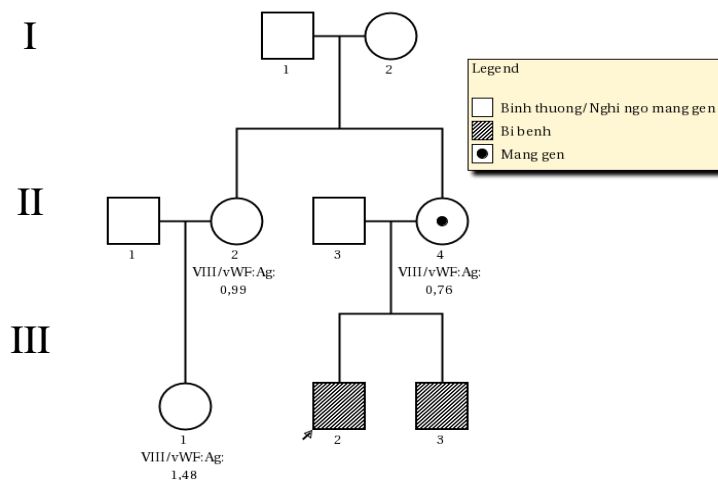 I
1
2
Legend
Binh thuong/ Nghi ngo mang gen
Bi benh
Mang gen
II
1
2
3
4
VIII/vWF:Ag:
0,99
VIII/vWF:Ag:
0,76
III
1
2
3
VIII/vWF:Ag:
1,48